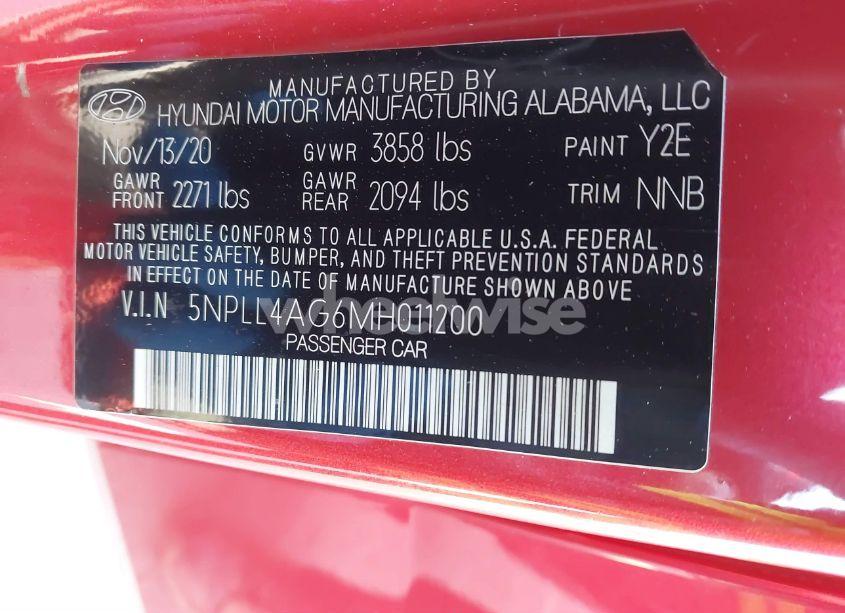 MANUFACTURED BY
HYUNDAI MOTOR MANUFACTURING ALABAMA, LLC
Nov/13/20 GVWR 3858 lbs PAINT Y2E
GAWR FRONT 2271 lbs GAWR REAR 2094 lbs TRIM NNB
THIS VEHICLE CONFORMS TO ALL APPLICABLE U.S.A. FEDERAL
MOTOR VEHICLE SAFETY, BUMPER, AND THEFT PREVENTION STANDARDS
IN EFFECT ON THE DATE OF MANUFACTURE SHOWN ABOVE
V.I.N 5NPLL4AG6MH011200
wheelwise
PASSENGER CAR